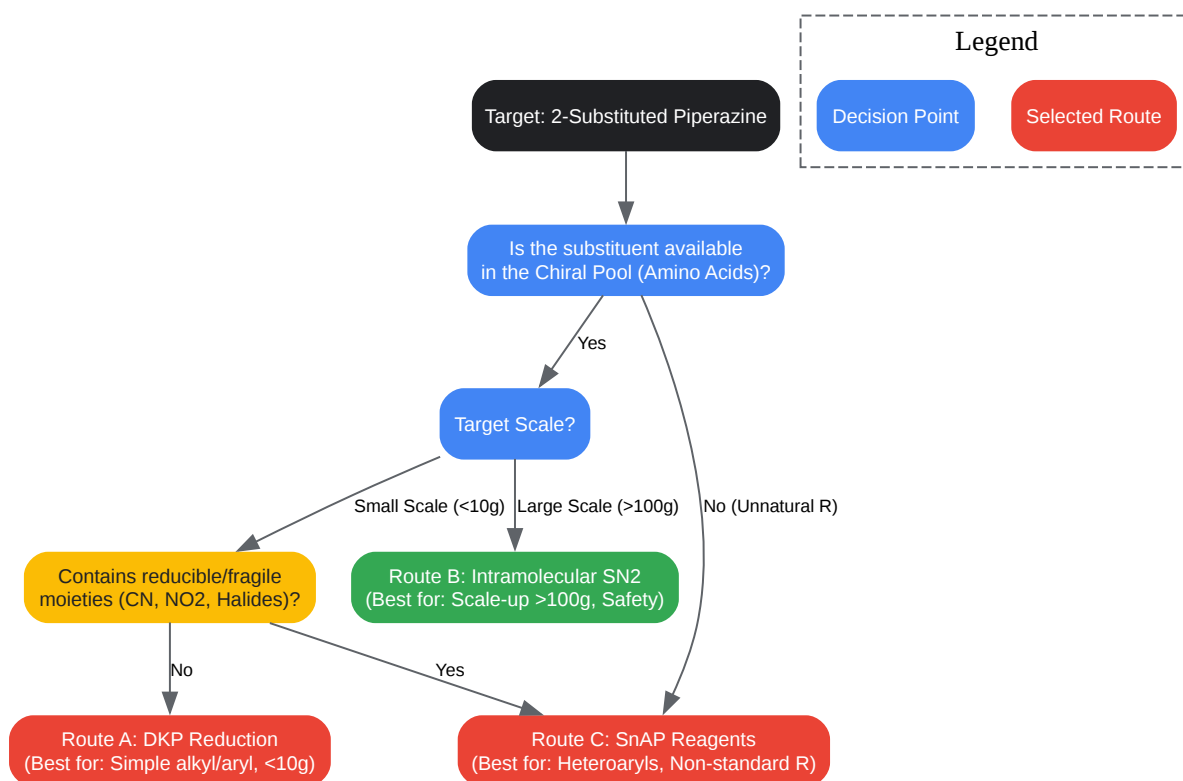 Legend
Decision Point
Selected Route
Target: 2-Substituted Piperazine
Is the substituent available
in the Chiral Pool (Amino Acids)?
Yes
Target Scale?
Small Scale (<10g)
Large Scale (>100g)
No (Unnatural R)
Contains reducible/fragile
moieties (CN, NO2, Halides)?
Route B: Intramolecular SN2
(Best for: Scale-up >100g, Safety)
No
Yes
Route A: DKP Reduction
(Best for: Simple alkyl/aryl, <10g)
Route C: SnAP Reagents
(Best for: Heteroaryls, Non-standard R)